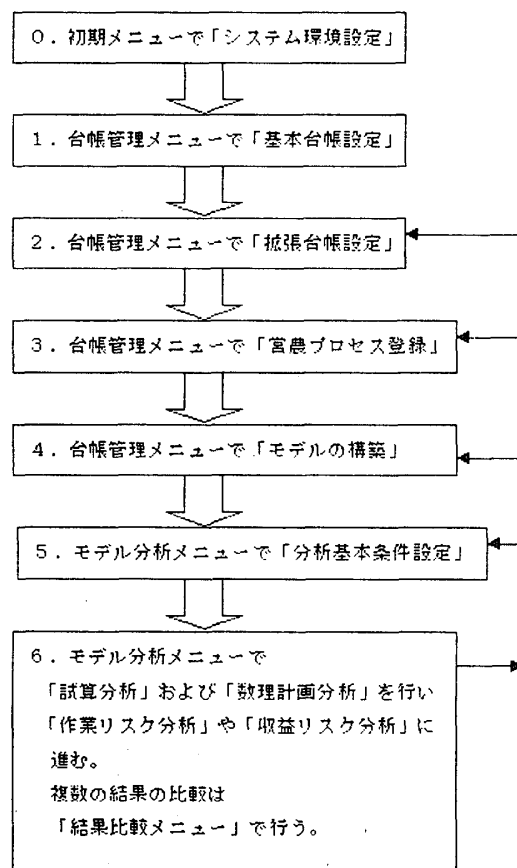 ０．初期メニューで「システム環境設定」
１．台帳管理メニューで「基本台帳設定」
２．台帳管理メニューで「拡張台帳設定」
３．台帳管理メニューで「営農プロセス登録」
４．台帳管理メニューで「モデルの構築」
５．モデル分析メニューで「分析基本条件設定」
６．モデル分析メニューで
「試算分析」および「数理計画分析」を行い
「作業リスク分析」や「収益リスク分析」に
進む。
複数の結果の比較は
「結果比較メニュー」で行う。